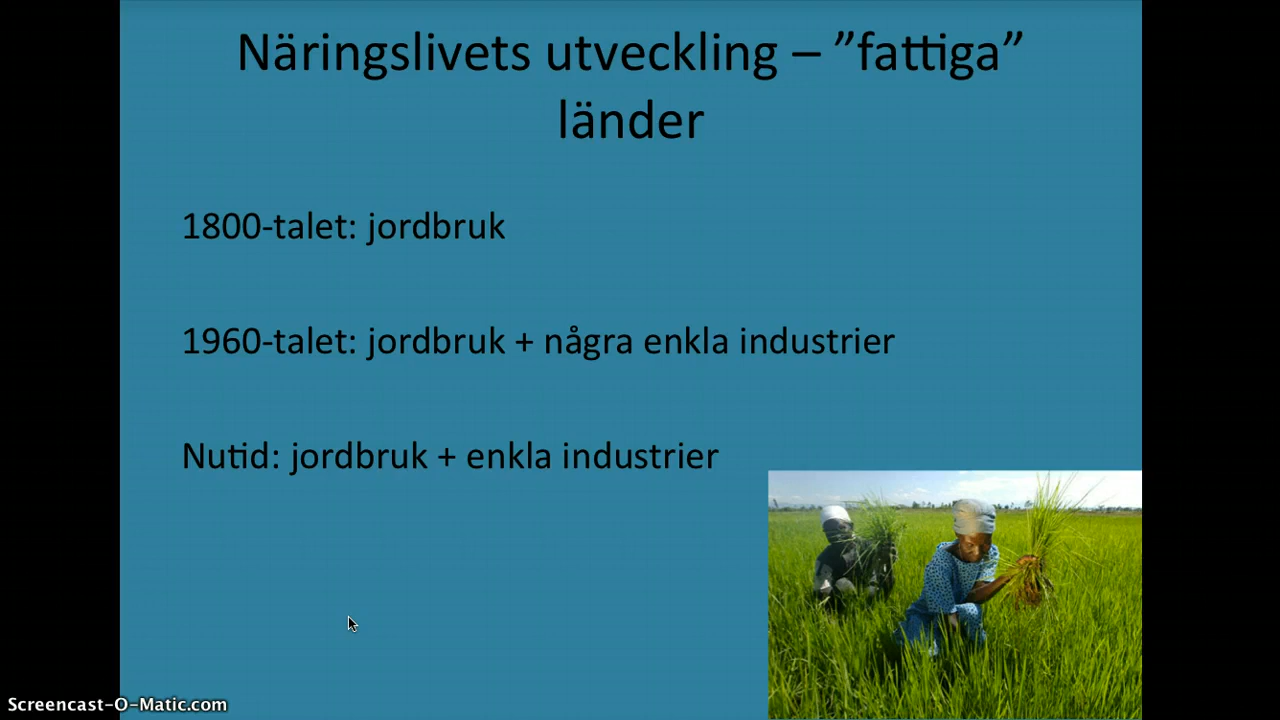 Näringslivets utveckling – ”fattiga”
länder
1800-talet: jordbruk
1960-talet: jordbruk + några enkla industrier
Nutid: jordbruk + enkla industrier
Screencast-O-Matic.com